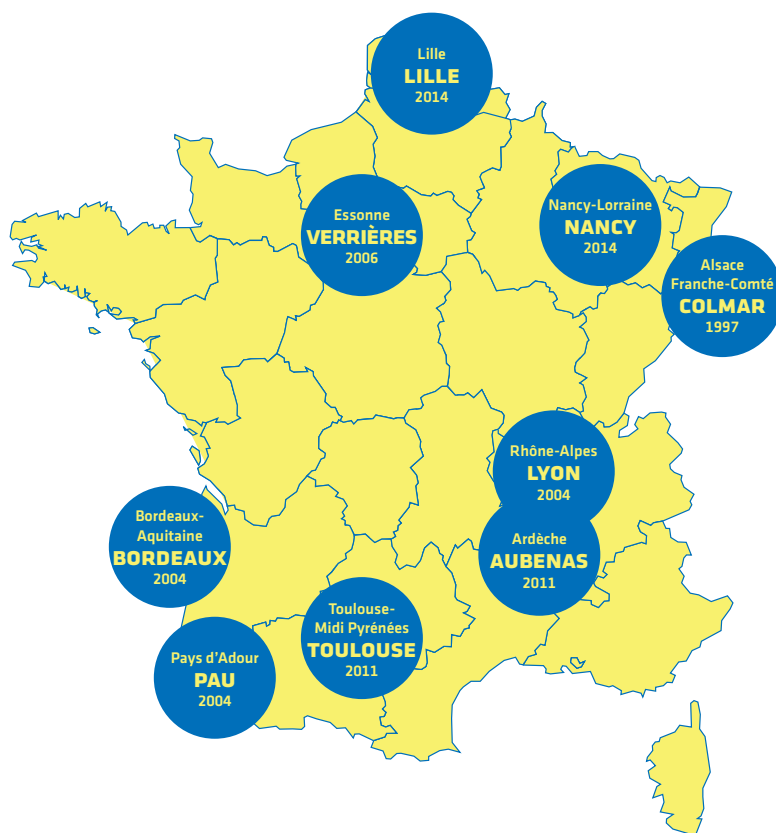 Lille
LILLE
2014
Essonne
VERRIÈRES
2006
Nancy-Lorraine
NANCY
2014
Alsace
Franche-Comté
COLMAR
1997
Rhône-Alpes
LYON
2004
Bordeaux-
Aquitaine
BORDEAUX
2004
Ardèche
AUBENAS
2011
Toulouse-
Midi Pyrénées
TOULOUSE
2011
Pays d'Adour
PAU
2004